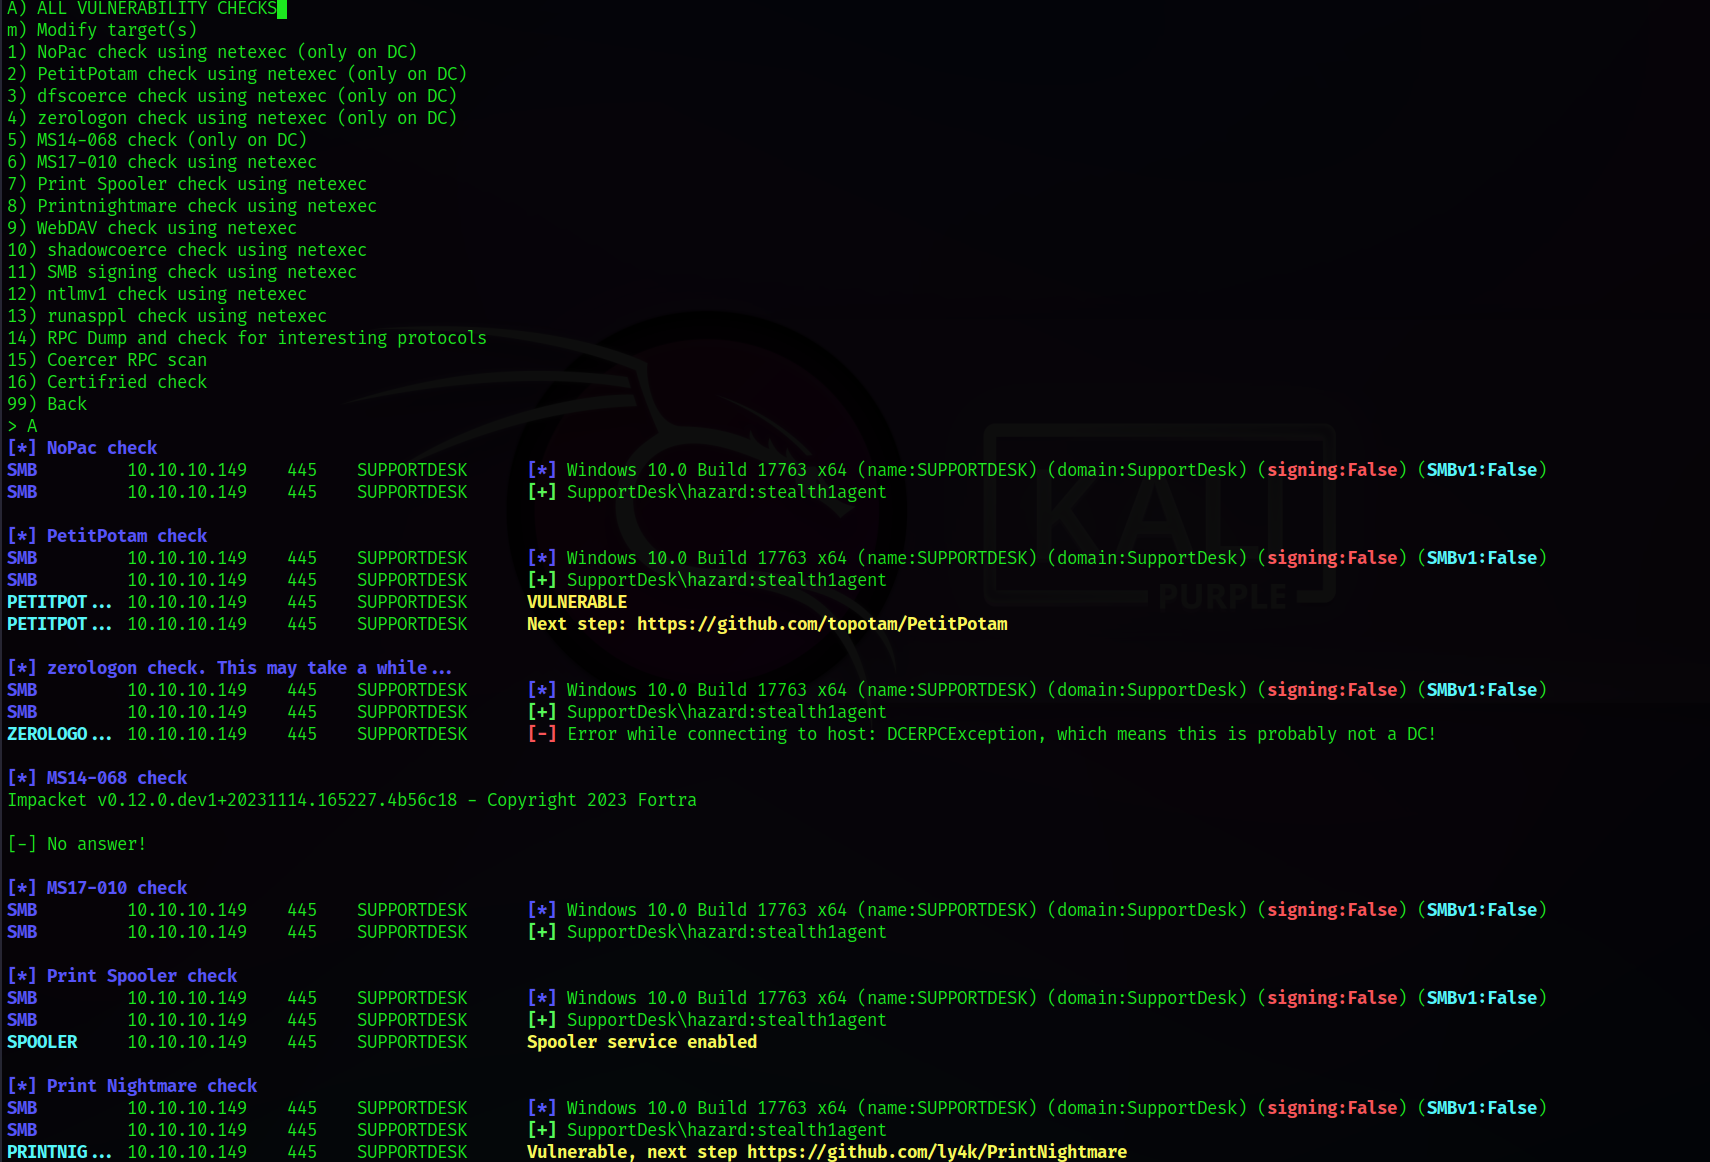 A) ALL VULNERABILITY CHECKS
m) Modify target(s)
1) NoPac check using netexec (only on DC)
2) PetitPotam check using netexec (only on DC)
3) dfscoerce check using netexec (only on DC)
4) zerologon check using netexec (only on DC)
5) MS14-068 check (only on DC)
6) MS17-010 check using netexec
7) Print Spooler check using netexec
8) Printnightmare check using netexec
9) WebDAV check using netexec
10) shadowcoerce check using netexec
11) SMB signing check using netexec
12) ntlmv1 check using netexec
13) runasppl check using netexec
14) RPC Dump and check for interesting protocols
15) Coercer RPC scan
16) Certifried check
99) Back
> A
[*] NoPac check
SMB 10.10.10.149 445 SUPPORTDESK [*] Windows 10.0 Build 17763 x64 (name:SUPPORTDESK) (domain:SupportDesk) (signing:False) (SMBv1:False)
SMB 10.10.10.149 445 SUPPORTDESK [+] SupportDesk\hazard:stealth1agent
[*] PetitPotam check
SMB 10.10.10.149 445 SUPPORTDESK [*] Windows 10.0 Build 17763 x64 (name:SUPPORTDESK) (domain:SupportDesk) (signing:False) (SMBv1:False)
SMB 10.10.10.149 445 SUPPORTDESK [+] SupportDesk\hazard:stealth1agent
PETITPOT... 10.10.10.149 445 SUPPORTDESK VULNERABLE
PETITPOT... 10.10.10.149 445 SUPPORTDESK Next step: https://github.com/topotam/PetitPotam
[*] zerologon check. This may take a while...
SMB 10.10.10.149 445 SUPPORTDESK [*] Windows 10.0 Build 17763 x64 (name:SUPPORTDESK) (domain:SupportDesk) (signing:False) (SMBv1:False)
SMB 10.10.10.149 445 SUPPORTDESK [+] SupportDesk\hazard:stealth1agent
ZEROLOGO... 10.10.10.149 445 SUPPORTDESK [-] Error while connecting to host: DCERPCException, which means this is probably not a DC!
[*] MS14-068 check
Impacket v0.12.0.dev1+20231114.165227.4b56c18 - Copyright 2023 Fortra
[-] No answer!
[*] MS17-010 check
SMB 10.10.10.149 445 SUPPORTDESK [*] Windows 10.0 Build 17763 x64 (name:SUPPORTDESK) (domain:SupportDesk) (signing:False) (SMBv1:False)
SMB 10.10.10.149 445 SUPPORTDESK [+] SupportDesk\hazard:stealth1agent
[*] Print Spooler check
SMB 10.10.10.149 445 SUPPORTDESK [*] Windows 10.0 Build 17763 x64 (name:SUPPORTDESK) (domain:SupportDesk) (signing:False) (SMBv1:False)
SMB 10.10.10.149 445 SUPPORTDESK [+] SupportDesk\hazard:stealth1agent
SPOOLER 10.10.10.149 445 SUPPORTDESK Spooler service enabled
[*] Print Nightmare check
SMB 10.10.10.149 445 SUPPORTDESK [*] Windows 10.0 Build 17763 x64 (name:SUPPORTDESK) (domain:SupportDesk) (signing:False) (SMBv1:False)
SMB 10.10.10.149 445 SUPPORTDESK [+] SupportDesk\hazard:stealth1agent
PRINTNIG... 10.10.10.149 445 SUPPORTDESK Vulnerable, next step https://github.com/ly4k/PrintNightmare
KALI
PURPLE